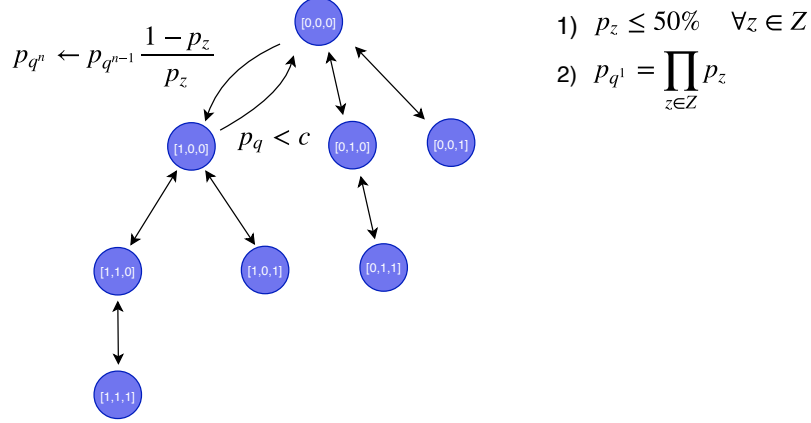 [0,0,0]
p_{q^n} ← p_{q^{n-1}} \frac{1 - p_z}{p_z}
1) p_z ≤ 50% ∀z ∈ Z
2) p_{q^1} = ∏_{z∈Z} p_z
p_q < c
[1,0,0]
[0,1,0]
[0,0,1]
[1,1,0]
[1,0,1]
[0,1,1]
[1,1,1]